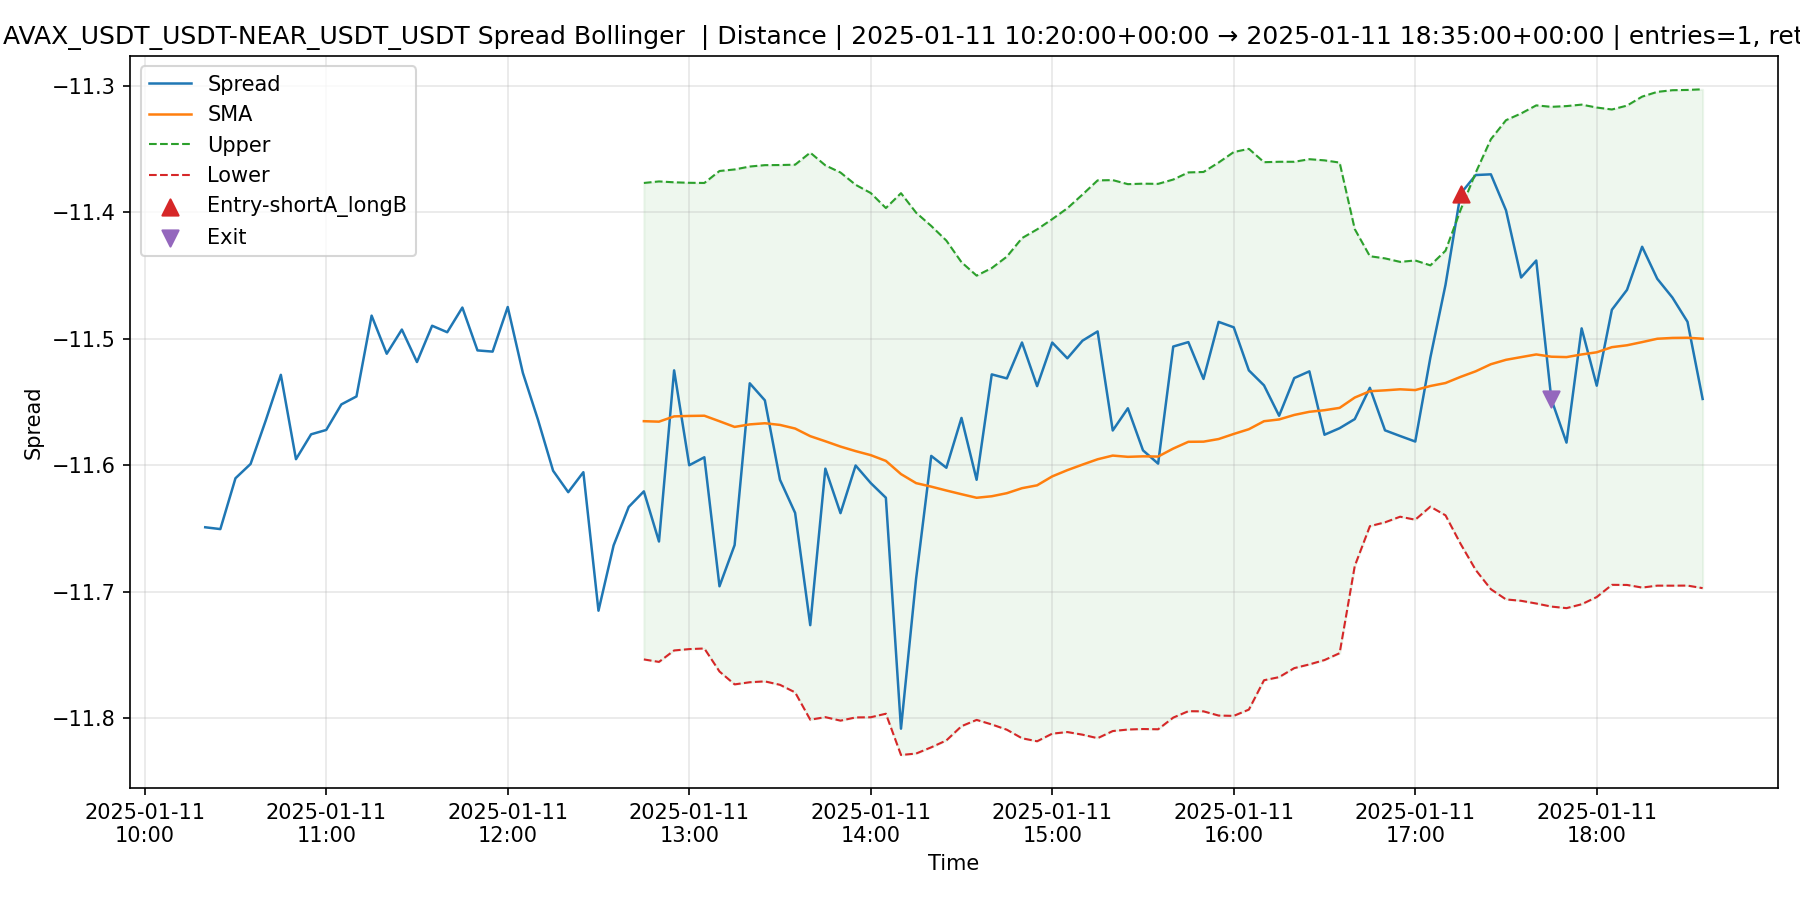 AVAX_USDT_USDT-NEAR_USDT_USDT Spread Bollinger | Distance | 2025-01-11 10:20:00+00:00 → 2025-01-11 18:35:00+00:00 | entries=1, ret
Spread
SMA
Upper
Lower
Entry-shortA_longB
Exit
−11.3
−11.4
−11.5
−11.6
−11.7
−11.8
Spread
2025-01-11 2025-01-11 2025-01-11 2025-01-11 2025-01-11 2025-01-11 2025-01-11 2025-01-11 2025-01-11
10:00 11:00 12:00 13:00 14:00 15:00 16:00 17:00 18:00
Time